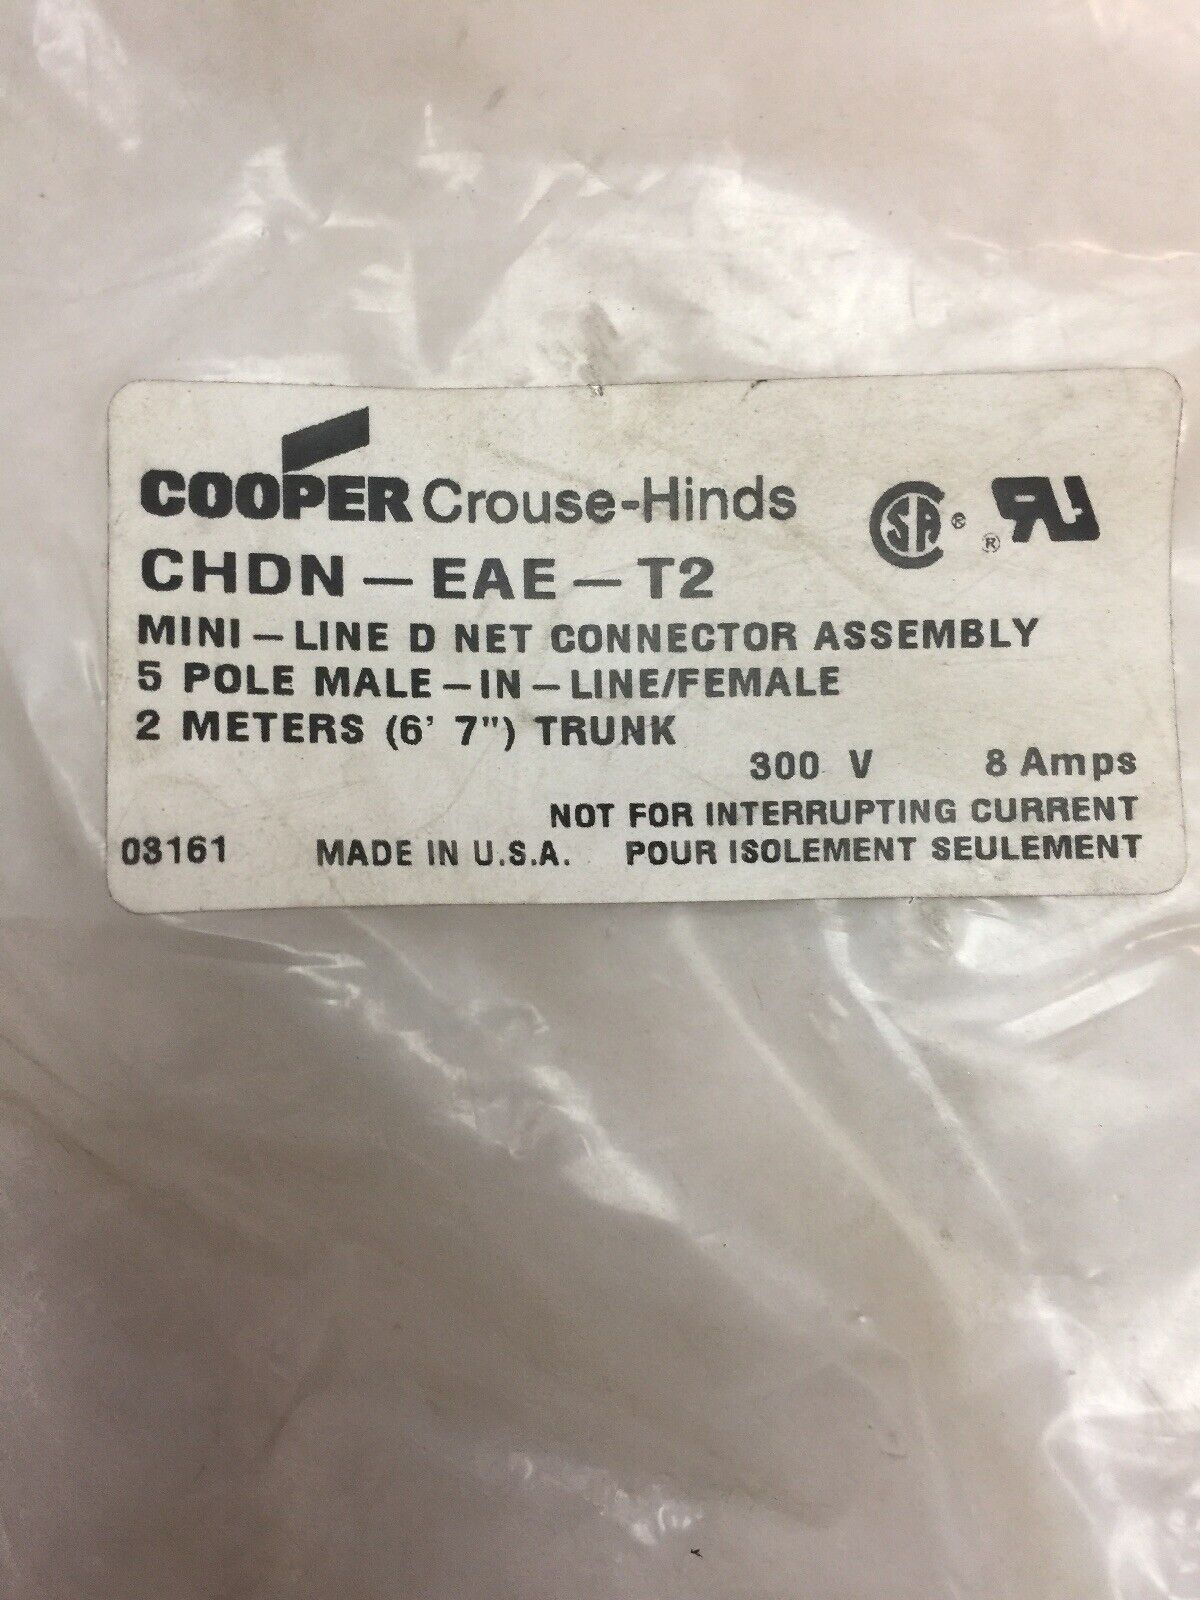 COOPER Crouse-Hinds
CHDN-EAE-T2
MINI-LINE D NET CONNECTOR ASSEMBLY
5 POLE MALE-IN-LINE/FEMALE
2 METERS (6' 7") TRUNK
300 V 8 Amps
NOT FOR INTERRUPTING CURRENT
03161 MADE IN U.S.A. POUR ISOLEMENT SEULEMENT